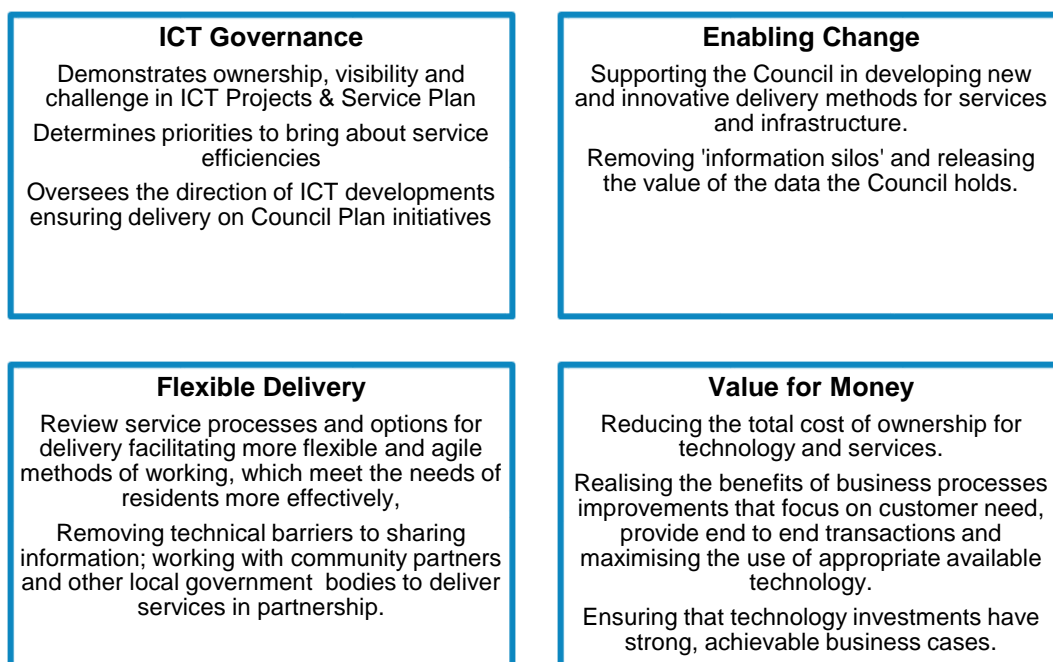 ICT Governance
Demonstrates ownership, visibility and
challenge in ICT Projects & Service Plan
Determines priorities to bring about service
efficiencies
Oversees the direction of ICT developments
ensuring delivery on Council Plan initiatives
Enabling Change
Supporting the Council in developing new
and innovative delivery methods for services
and infrastructure.
Removing 'information silos' and releasing
the value of the data the Council holds.
Flexible Delivery
Review service processes and options for
delivery facilitating more flexible and agile
methods of working, which meet the needs of
residents more effectively,
Removing technical barriers to sharing
information; working with community partners
and other local government bodies to deliver
services in partnership.
Value for Money
Reducing the total cost of ownership for
technology and services.
Realising the benefits of business processes
improvements that focus on customer need,
provide end to end transactions and
maximising the use of appropriate available
technology.
Ensuring that technology investments have
strong, achievable business cases.